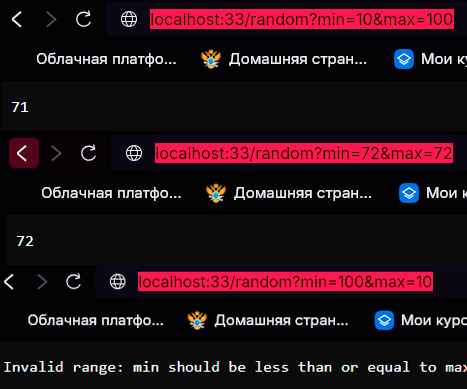 localhost:33/random?min=10&max=100
Облачная платфо... Домашняя стран... Мои ку
71
localhost:33/random?min=72&max=72
Облачная платфо... Домашняя стран... Мои к
72
localhost:33/random?min=100&max=10
Облачная платфо... Домашняя стран... Мои курс
Invalid range: min should be less than or equal to max